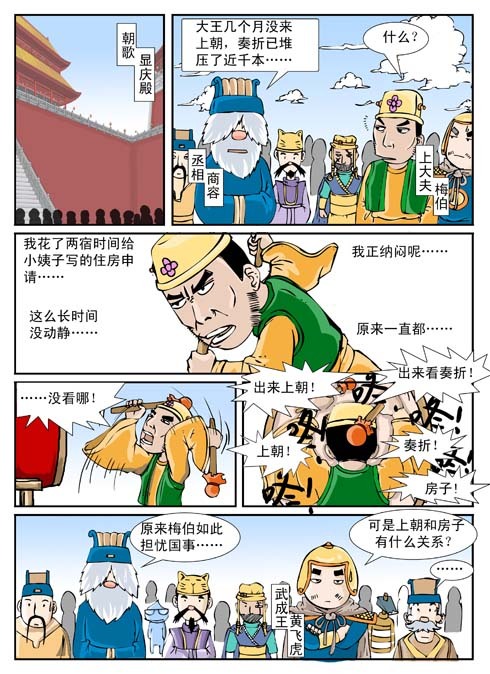 朝歌
显庆殿
大王几个月没来
上朝，奏折已堆
压了近千本……
什么？
丞相
商容
上大夫
梅伯
我花了两宿时间给
小姨子写的住房申
请……
我正纳闷呢……
这么长时间
没动静……
原来一直都……
……没看哪！
出来上朝！
出来看奏折！
上朝！
奏折！
房子！
咚！
咚！
咚！
原来梅伯如此
担忧国事……
武成王
黄飞虎
可是上朝和房子
有什么关系？
……